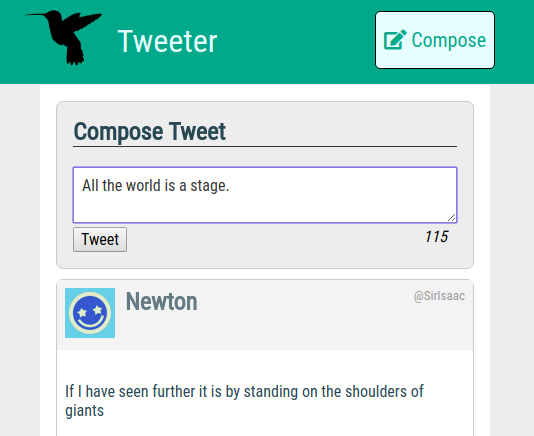 Tweeter
Compose
Compose Tweet
All the world is a stage.
Tweet
115
Newton
@SirIsaac
If I have seen further it is by standing on the shoulders of
giants